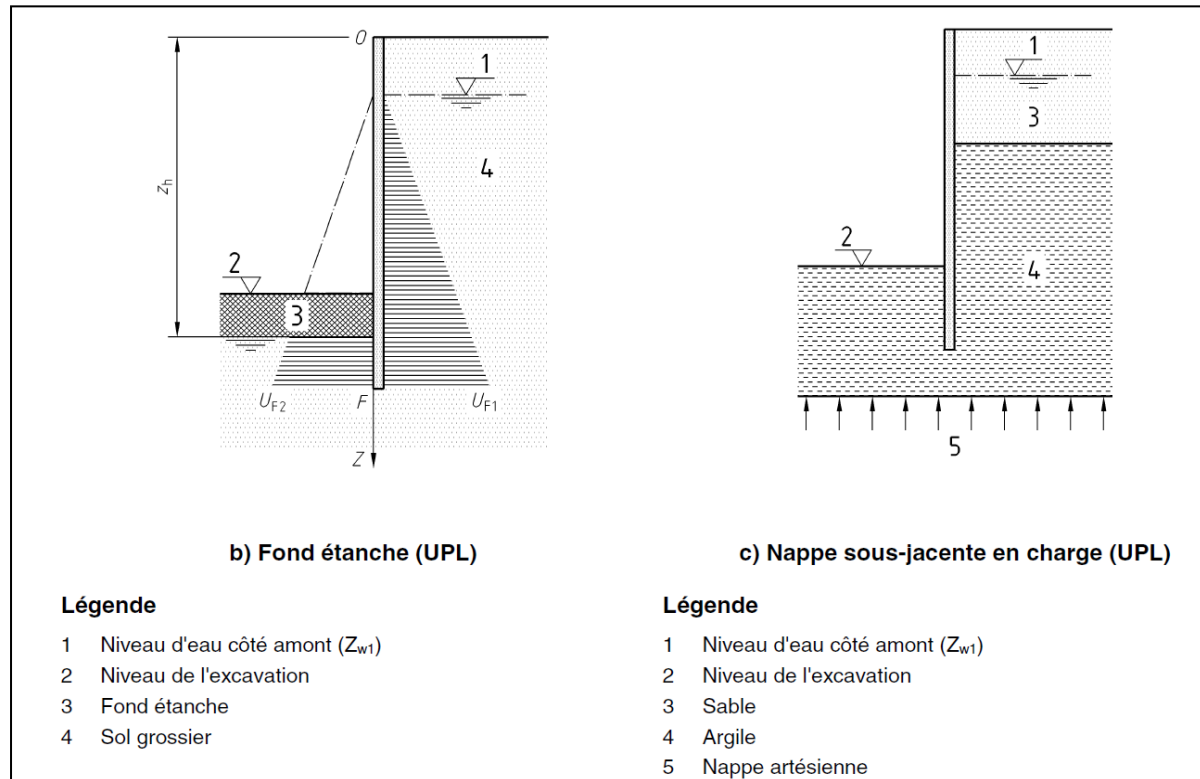 O
1
4
z_h
2
3
U_F2
F
U_F1
Z
1
3
2
4
5
b) Fond étanche (UPL)
Légende
1 Niveau d'eau côté amont (Z_w1)
2 Niveau de l'excavation
3 Fond étanche
4 Sol grossier
c) Nappe sous-jacente en charge (UPL)
Légende
1 Niveau d'eau côté amont (Z_w1)
2 Niveau de l'excavation
3 Sable
4 Argile
5 Nappe artésienne